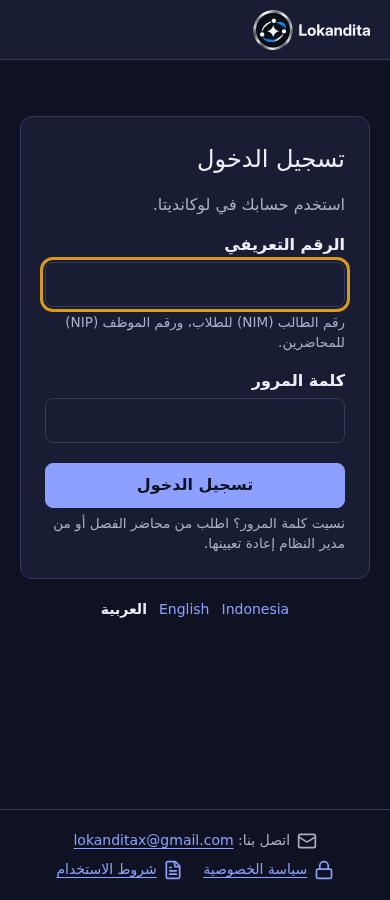 Lokandita
تسجيل الدخول
استخدم حسابك في لوكانديتا.
الرقم التعريفي
رقم الطالب (NIM) للطلاب، ورقم الموظف (NIP)
للمحاضرين.
كلمة المرور
تسجيل الدخول
نسيت كلمة المرور؟ اطلب من محاضر الفصل أو من
مدير النظام إعادة تعيينها.
العربية English Indonesia
اتصل بنا: lokanditax@gmail.com
سياسة الخصوصية شروط الاستخدام